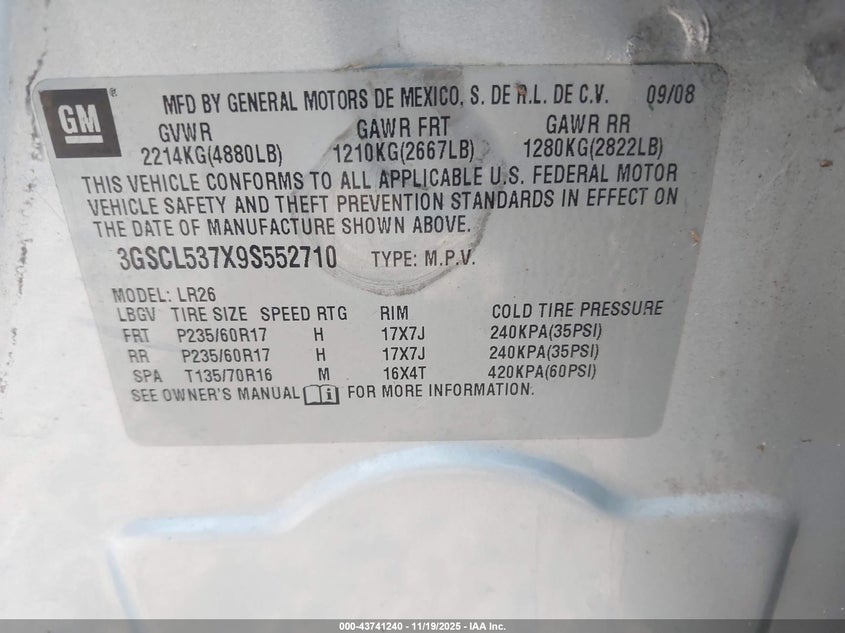 GM®
MFD BY GENERAL MOTORS DE MEXICO, S. DE R.L. DE C.V. 09/08
GVWR GAWR FRT GAWR RR
2214KG(4880LB) 1210KG(2667LB) 1280KG(2822LB)
THIS VEHICLE CONFORMS TO ALL APPLICABLE U.S. FEDERAL MOTOR
VEHICLE SAFETY AND THEFT PREVENTION STANDARDS IN EFFECT ON
THE DATE OF MANUFACTURE SHOWN ABOVE.
3GSCL537X9S552710 TYPE: M.P.V.
MODEL: LR26
LBGV TIRE SIZE SPEED RTG RIM COLD TIRE PRESSURE
FRT P235/60R17 H 17X7J 240KPA(35PSI)
RR P235/60R17 H 17X7J 240KPA(35PSI)
SPA T135/70R16 M 16X4T 420KPA(60PSI)
SEE OWNER'S MANUAL i FOR MORE INFORMATION.
000-43741240 - 11/19/2025 - IAA Inc.